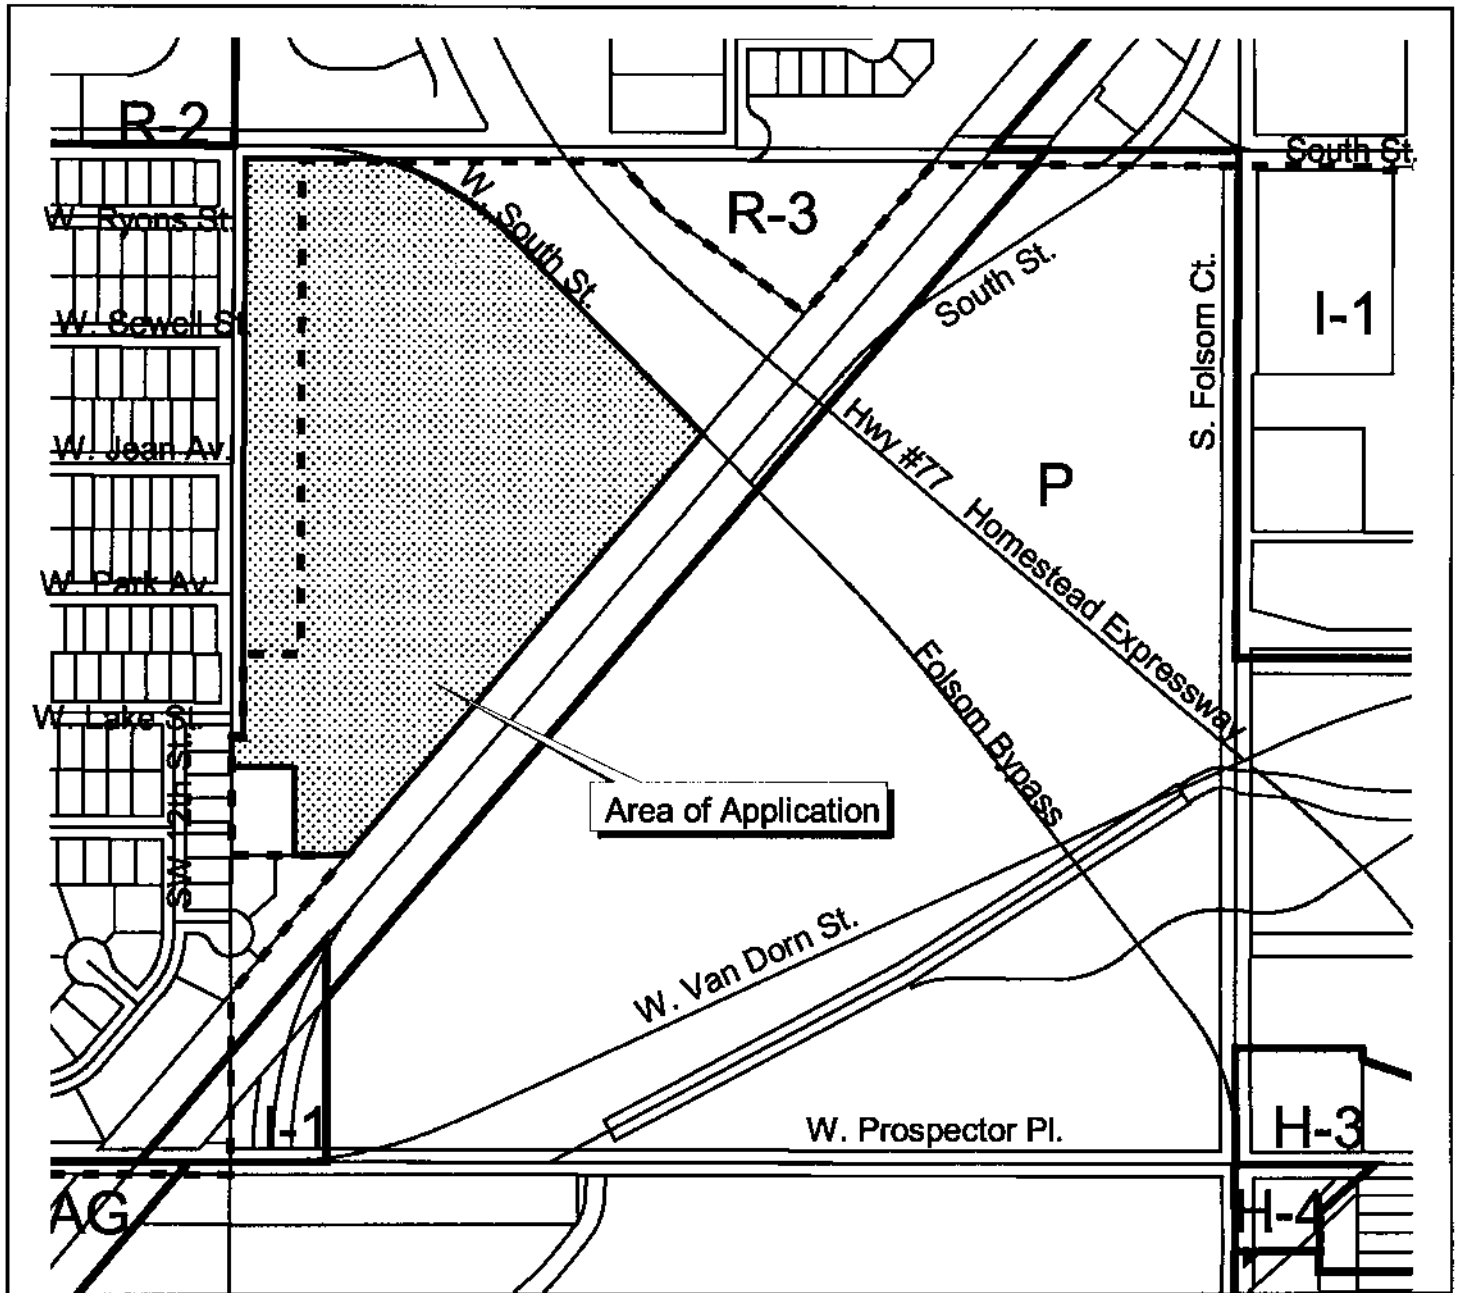 R-2
South St.
W. Ryons St.
W. South St.
R-3
South St.
S. Folsom Ct.
I-1
W. Sewell S
W. Jean Av.
Hwy #77 Homestead Expressway
P
W. Park Av.
Folsom Bypass
W. Lake St.
SW 12th St.
Area of Application
W. Van Dorn St.
I-1
W. Prospector Pl.
H-3
AG
H-4